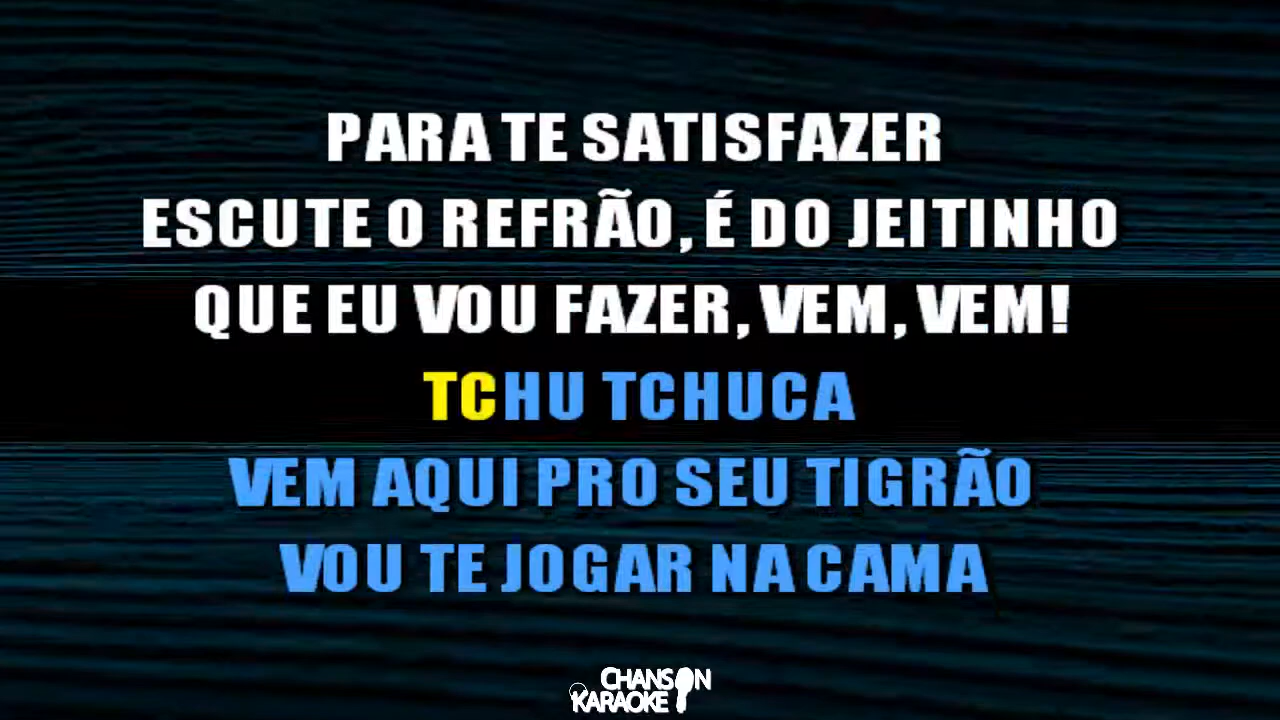 PARA TE SATISFAZER
ESCUTE O REFRÃO, É DO JEITINHO
QUE EU VOU FAZER, VEM, VEM!
TCHU TCHUCA
VEM AQUI PRO SEU TIGRÃO
VOU TE JOGAR NA CAMA
CHANSON
KARAOKE